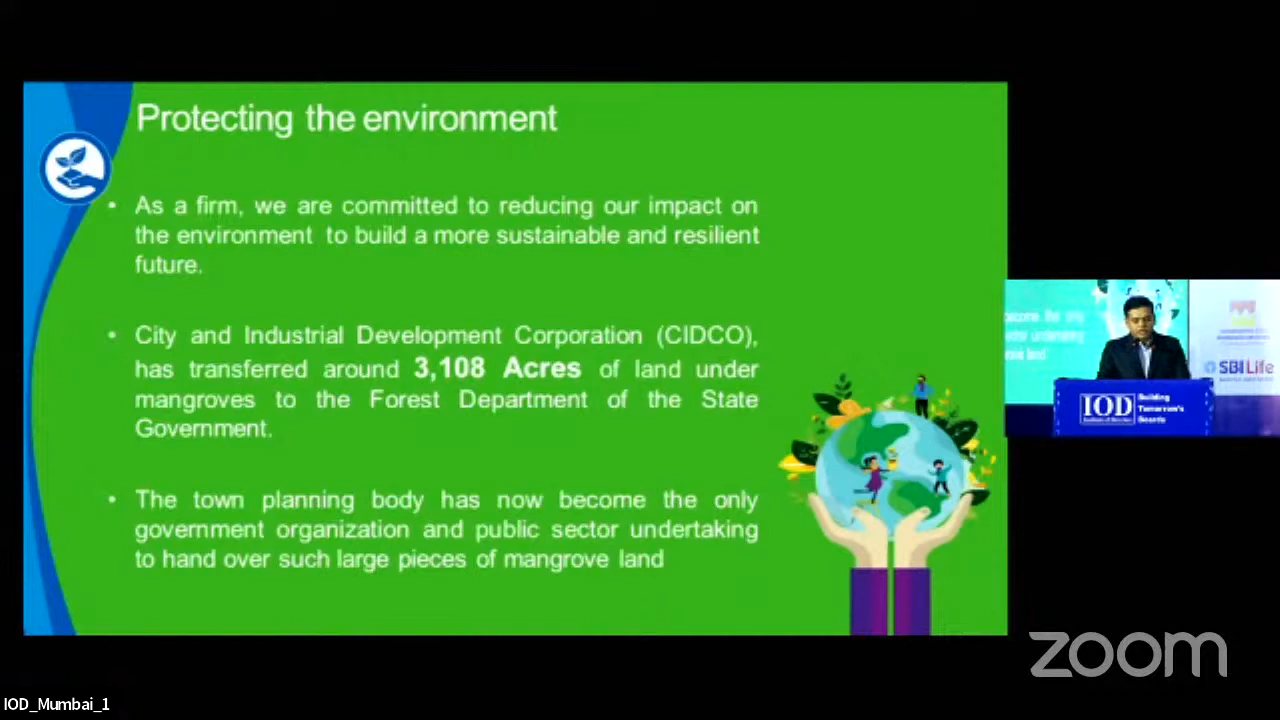 Protecting the environment
• As a firm, we are committed to reducing our impact on
the environment to build a more sustainable and resilient
future.
• City and Industrial Development Corporation (CIDCO),
has transferred around 3,108 Acres of land under
mangroves to the Forest Department of the State
Government.
• The town planning body has now become the only
government organization and public sector undertaking
to hand over such large pieces of mangrove land
SBI Life
IOD
Building
Tomorrow's
Boards
zoom
IOD_Mumbai_1